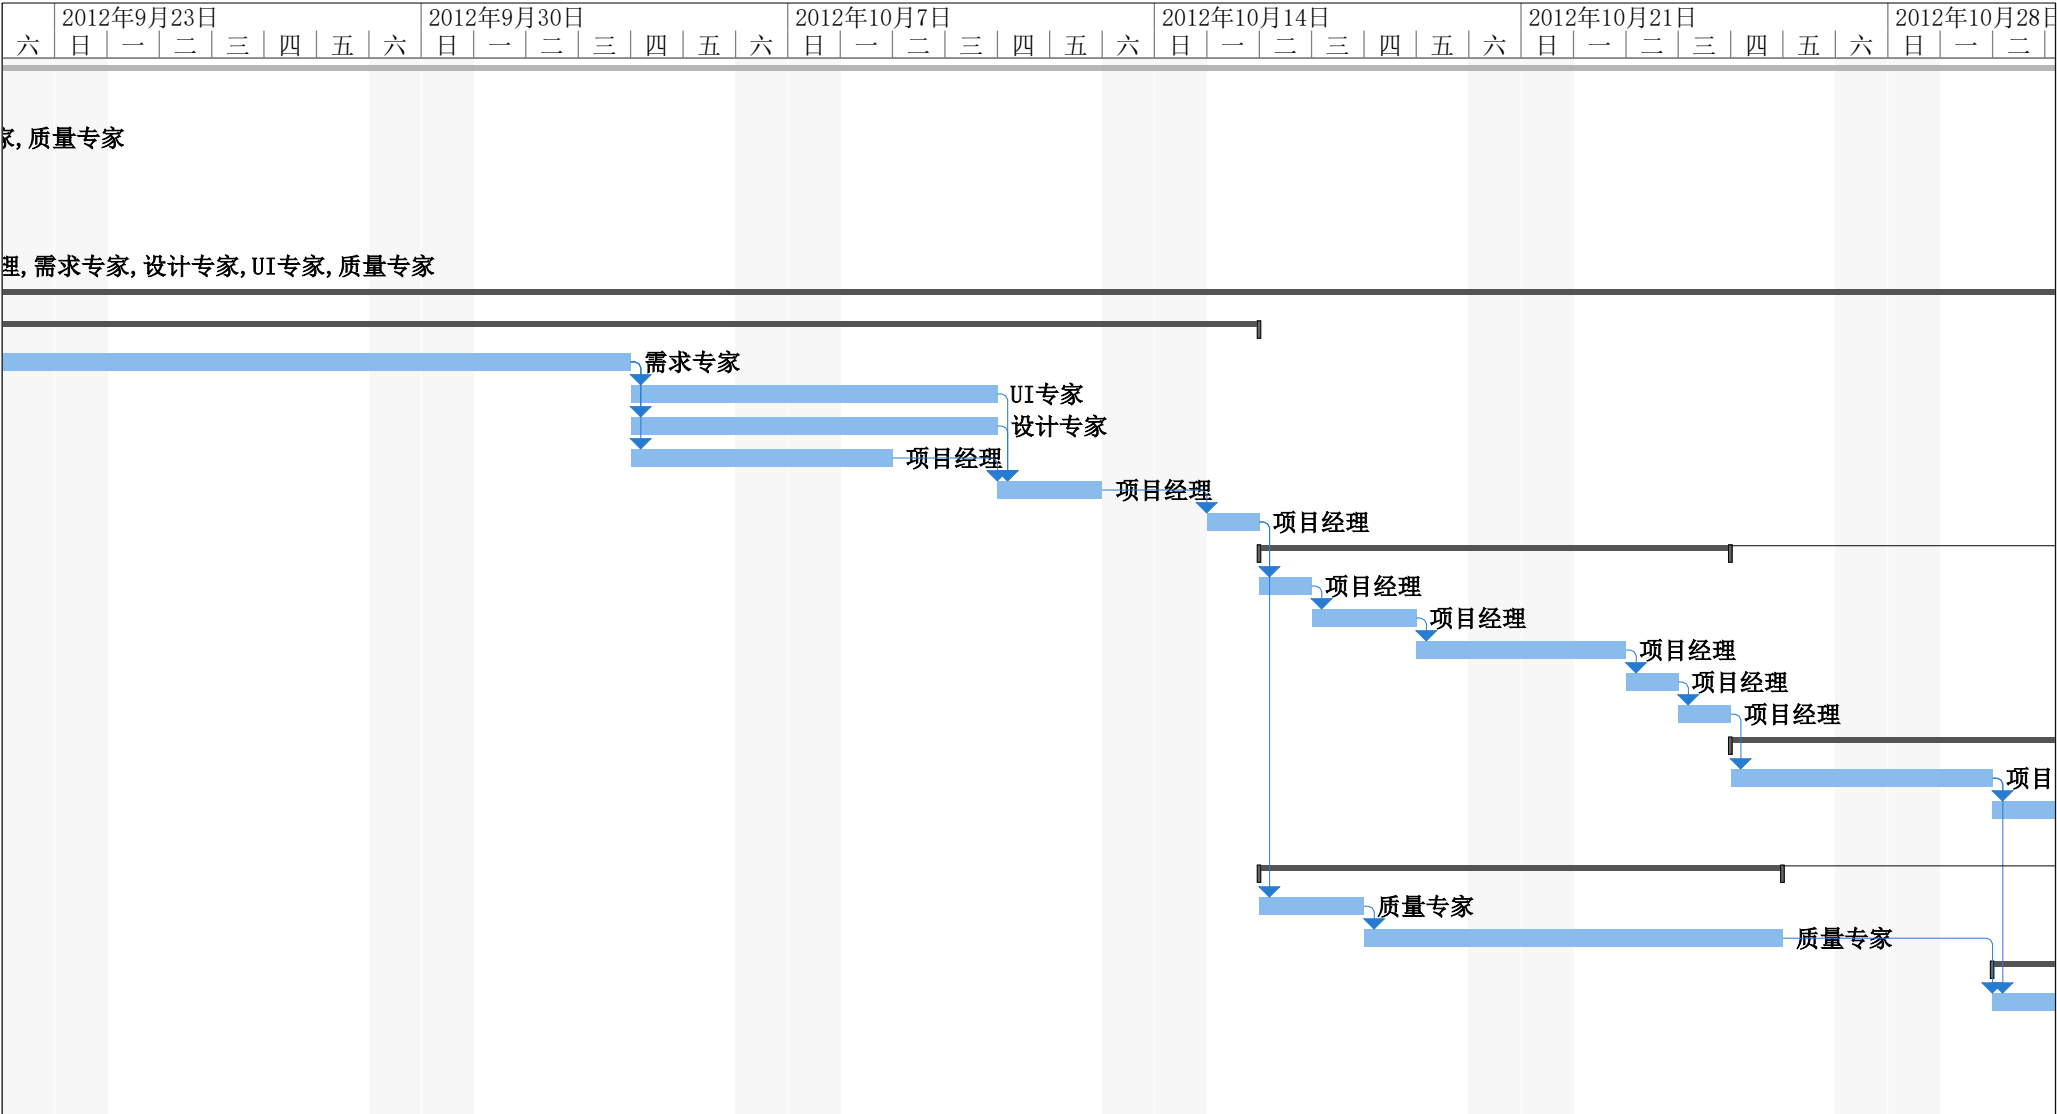 2012年9月23日 2012年9月30日 2012年10月7日 2012年10月14日 2012年10月21日 2012年10月28日
六 日 一 二 三 四 五 六 日 一 二 三 四 五 六 日 一 二 三 四 五 六 日 一 二 三 四 五 六 日 一 二 三 四 五 六 日 一 二
家,质量专家
理,需求专家,设计专家,UI专家,质量专家
需求专家
UI专家
设计专家
项目经理
项目经理
项目经理
项目经理
项目经理
项目经理
项目经理
项目经理
项目
质量专家
质量专家